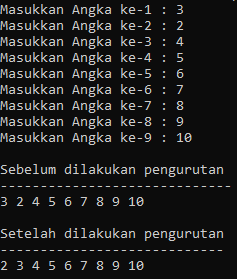 Masukkan Angka ke-1 : 3
Masukkan Angka ke-2 : 2
Masukkan Angka ke-3 : 4
Masukkan Angka ke-4 : 5
Masukkan Angka ke-5 : 6
Masukkan Angka ke-6 : 7
Masukkan Angka ke-7 : 8
Masukkan Angka ke-8 : 9
Masukkan Angka ke-9 : 10
Sebelum dilakukan pengurutan
-----------------------------
3 2 4 5 6 7 8 9 10
Setelah dilakukan pengurutan
----------------------------
2 3 4 5 6 7 8 9 10